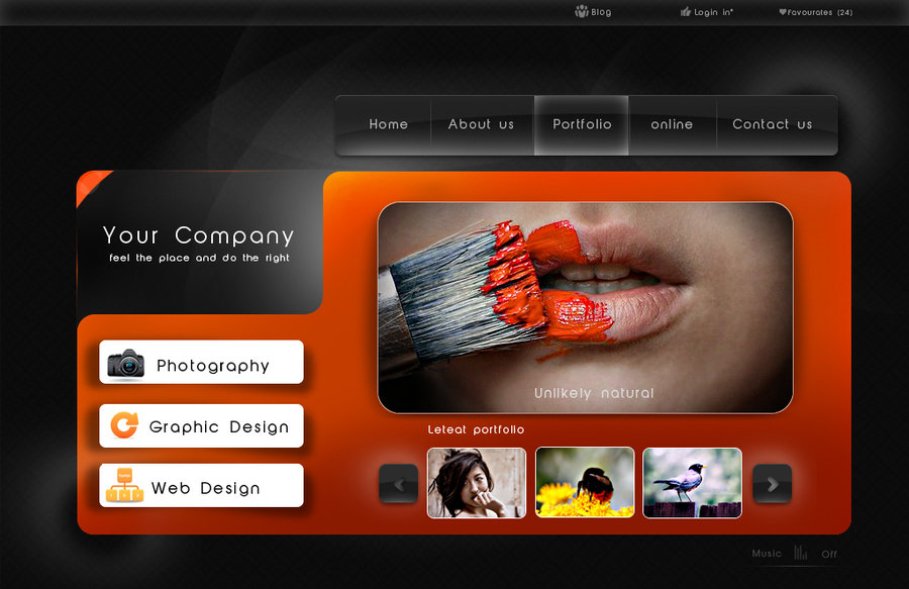 Blog
Login in*
Favourates (24)
Home
About us
Portfolio
online
Contact us
Your Company
feel the place and do the right
Photography
Graphic Design
Web Design
Unlikely natural
Leteat portfolio
Music
Off